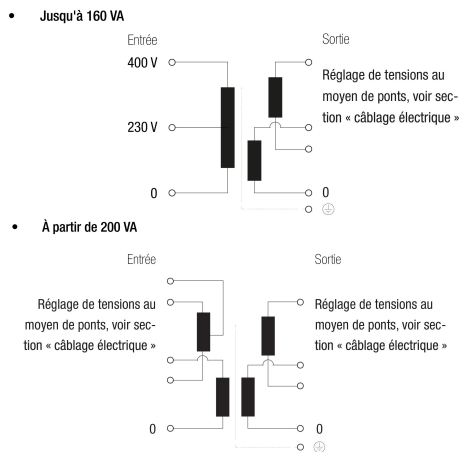 • Jusqu'à 160 VA
Entrée
Sortie
400 V
Réglage de tensions au
moyen de ponts, voir sec-
tion « câblage électrique »
230 V
0
0
• À partir de 200 VA
Entrée
Sortie
Réglage de tensions au
moyen de ponts, voir sec-
tion « câblage électrique »
Réglage de tensions au
moyen de ponts, voir sec-
tion « câblage électrique »
0
0